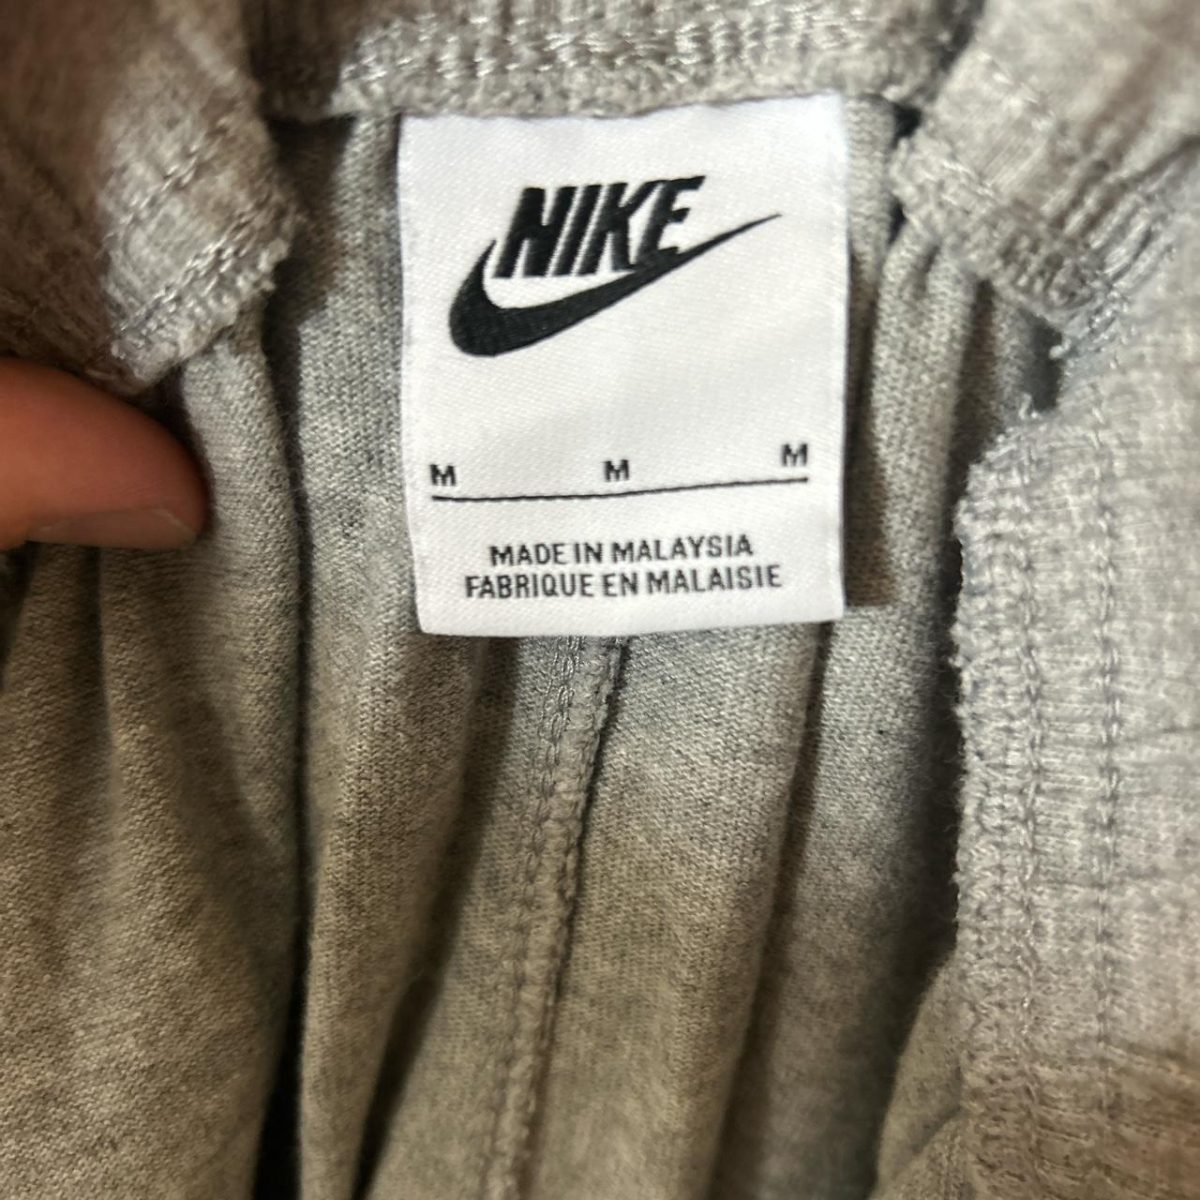 NIKE
M M M
MADE IN MALAYSIA
FABRIQUE EN MALAISIE